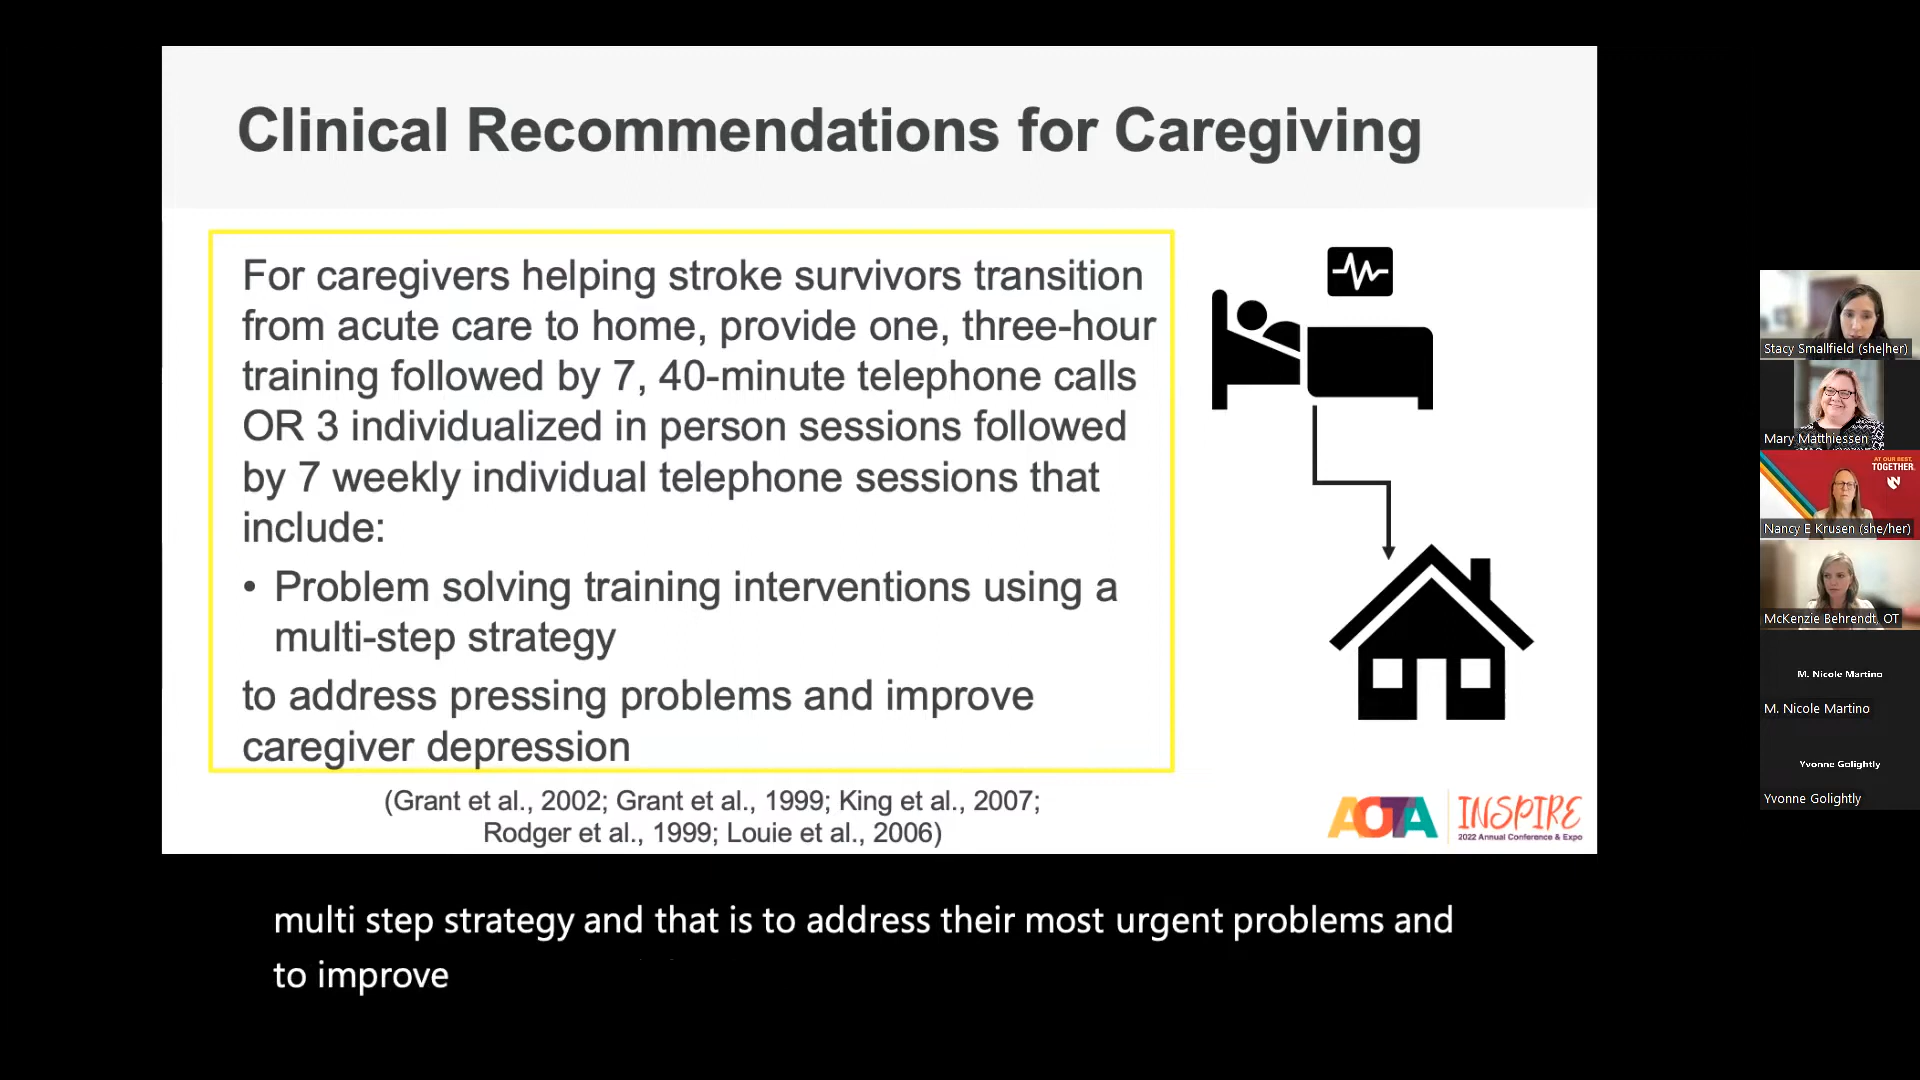 Clinical Recommendations for Caregiving
For caregivers helping stroke survivors transition
from acute care to home, provide one, three-hour
training followed by 7, 40-minute telephone calls
OR 3 individualized in person sessions followed
by 7 weekly individual telephone sessions that
include:
• Problem solving training interventions using a
multi-step strategy
to address pressing problems and improve
caregiver depression
(Grant et al., 2002; Grant et al., 1999; King et al., 2007;
Rodger et al., 1999; Louie et al., 2006)
AOTA
INSPIRE
2022 Annual Conference & Expo
multi step strategy and that is to address their most urgent problems and
to improve
Stacy Smallfield (she|her)
Mary Matthiessen
AT OUR BEST,
TOGETHER.
N
Nancy E Krusen (she/her)
McKenzie Behrendt, OT
M. Nicole Martino
M. Nicole Martino
Yvonne Golightly
Yvonne Golightly